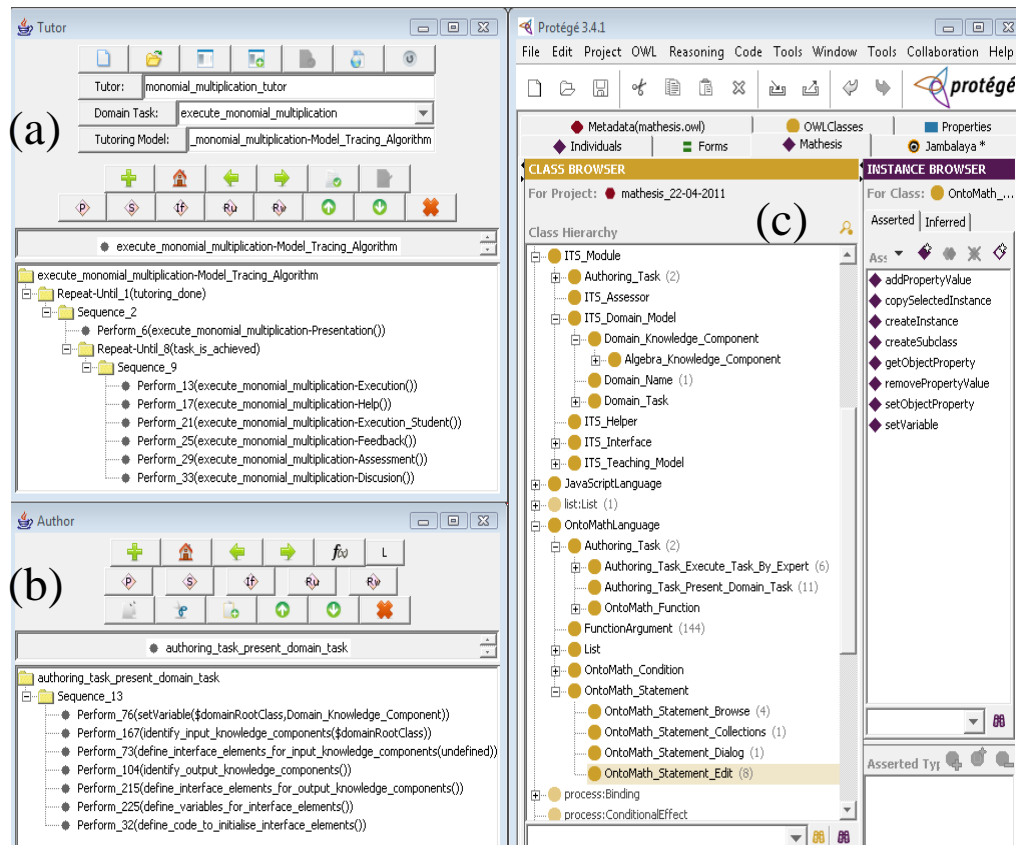 Tutor
Tutor: monomial_multiplication_tutor
Domain Task: execute_monomial_multiplication
Tutoring Model: _monomial_multiplication-Model_Tracing_Algorithm
(a)
P S If Ru Rw
execute_monomial_multiplication-Model_Tracing_Algorithm
execute_monomial_multiplication-Model_Tracing_Algorithm
Repeat-Until_1(tutoring_done)
Sequence_2
Perform_6(execute_monomial_multiplication-Presentation())
Repeat-Until_8(task_is_achieved)
Sequence_9
Perform_13(execute_monomial_multiplication-Execution())
Perform_17(execute_monomial_multiplication-Help())
Perform_21(execute_monomial_multiplication-Execution_Student())
Perform_25(execute_monomial_multiplication-Feedback())
Perform_29(execute_monomial_multiplication-Assessment())
Perform_33(execute_monomial_multiplication-Discusion())
Author
f(x) L
(b)
P S If Ru Rw
authoring_task_present_domain_task
authoring_task_present_domain_task
Sequence_13
Perform_76(setVariable($domainRootClass,Domain_Knowledge_Component))
Perform_167(identify_input_knowledge_components($domainRootClass))
Perform_73(define_interface_elements_for_input_knowledge_components(undefined))
Perform_104(identify_output_knowledge_components())
Perform_215(define_interface_elements_for_output_knowledge_components())
Perform_225(define_variables_for_interface_elements())
Perform_32(define_code_to_initialise_interface_elements())
Protégé 3.4.1
File Edit Project OWL Reasoning Code Tools Window Tools Collaboration Help
protégé
Metadata(mathesis.owl) OWLClasses Properties
Individuals Forms Mathesis Jambalaya *
CLASS BROWSER
For Project: mathesis_22-04-2011
(c)
Class Hierarchy
ITS_Module
Authoring_Task (2)
ITS_Assessor
ITS_Domain_Model
Domain_Knowledge_Component
Algebra_Knowledge_Component
Domain_Name (1)
Domain_Task
ITS_Helper
ITS_Interface
ITS_Teaching_Model
JavaScriptLanguage
list:List (1)
OntoMathLanguage
Authoring_Task (2)
Authoring_Task_Execute_Task_By_Expert (6)
Authoring_Task_Present_Domain_Task (11)
OntoMath_Function
FunctionArgument (144)
List
OntoMath_Condition
OntoMath_Statement
OntoMath_Statement_Browse (4)
OntoMath_Statement_Collections (1)
OntoMath_Statement_Dialog (1)
OntoMath_Statement_Edit (8)
process:Binding
process:ConditionalEffect
INSTANCE BROWSER
For Class: OntoMath_...
Asserted Inferred
Ass
addPropertyValue
copySelectedInstance
createInstance
createSubclass
getObjectProperty
removePropertyValue
setObjectProperty
setVariable
Asserted Typ